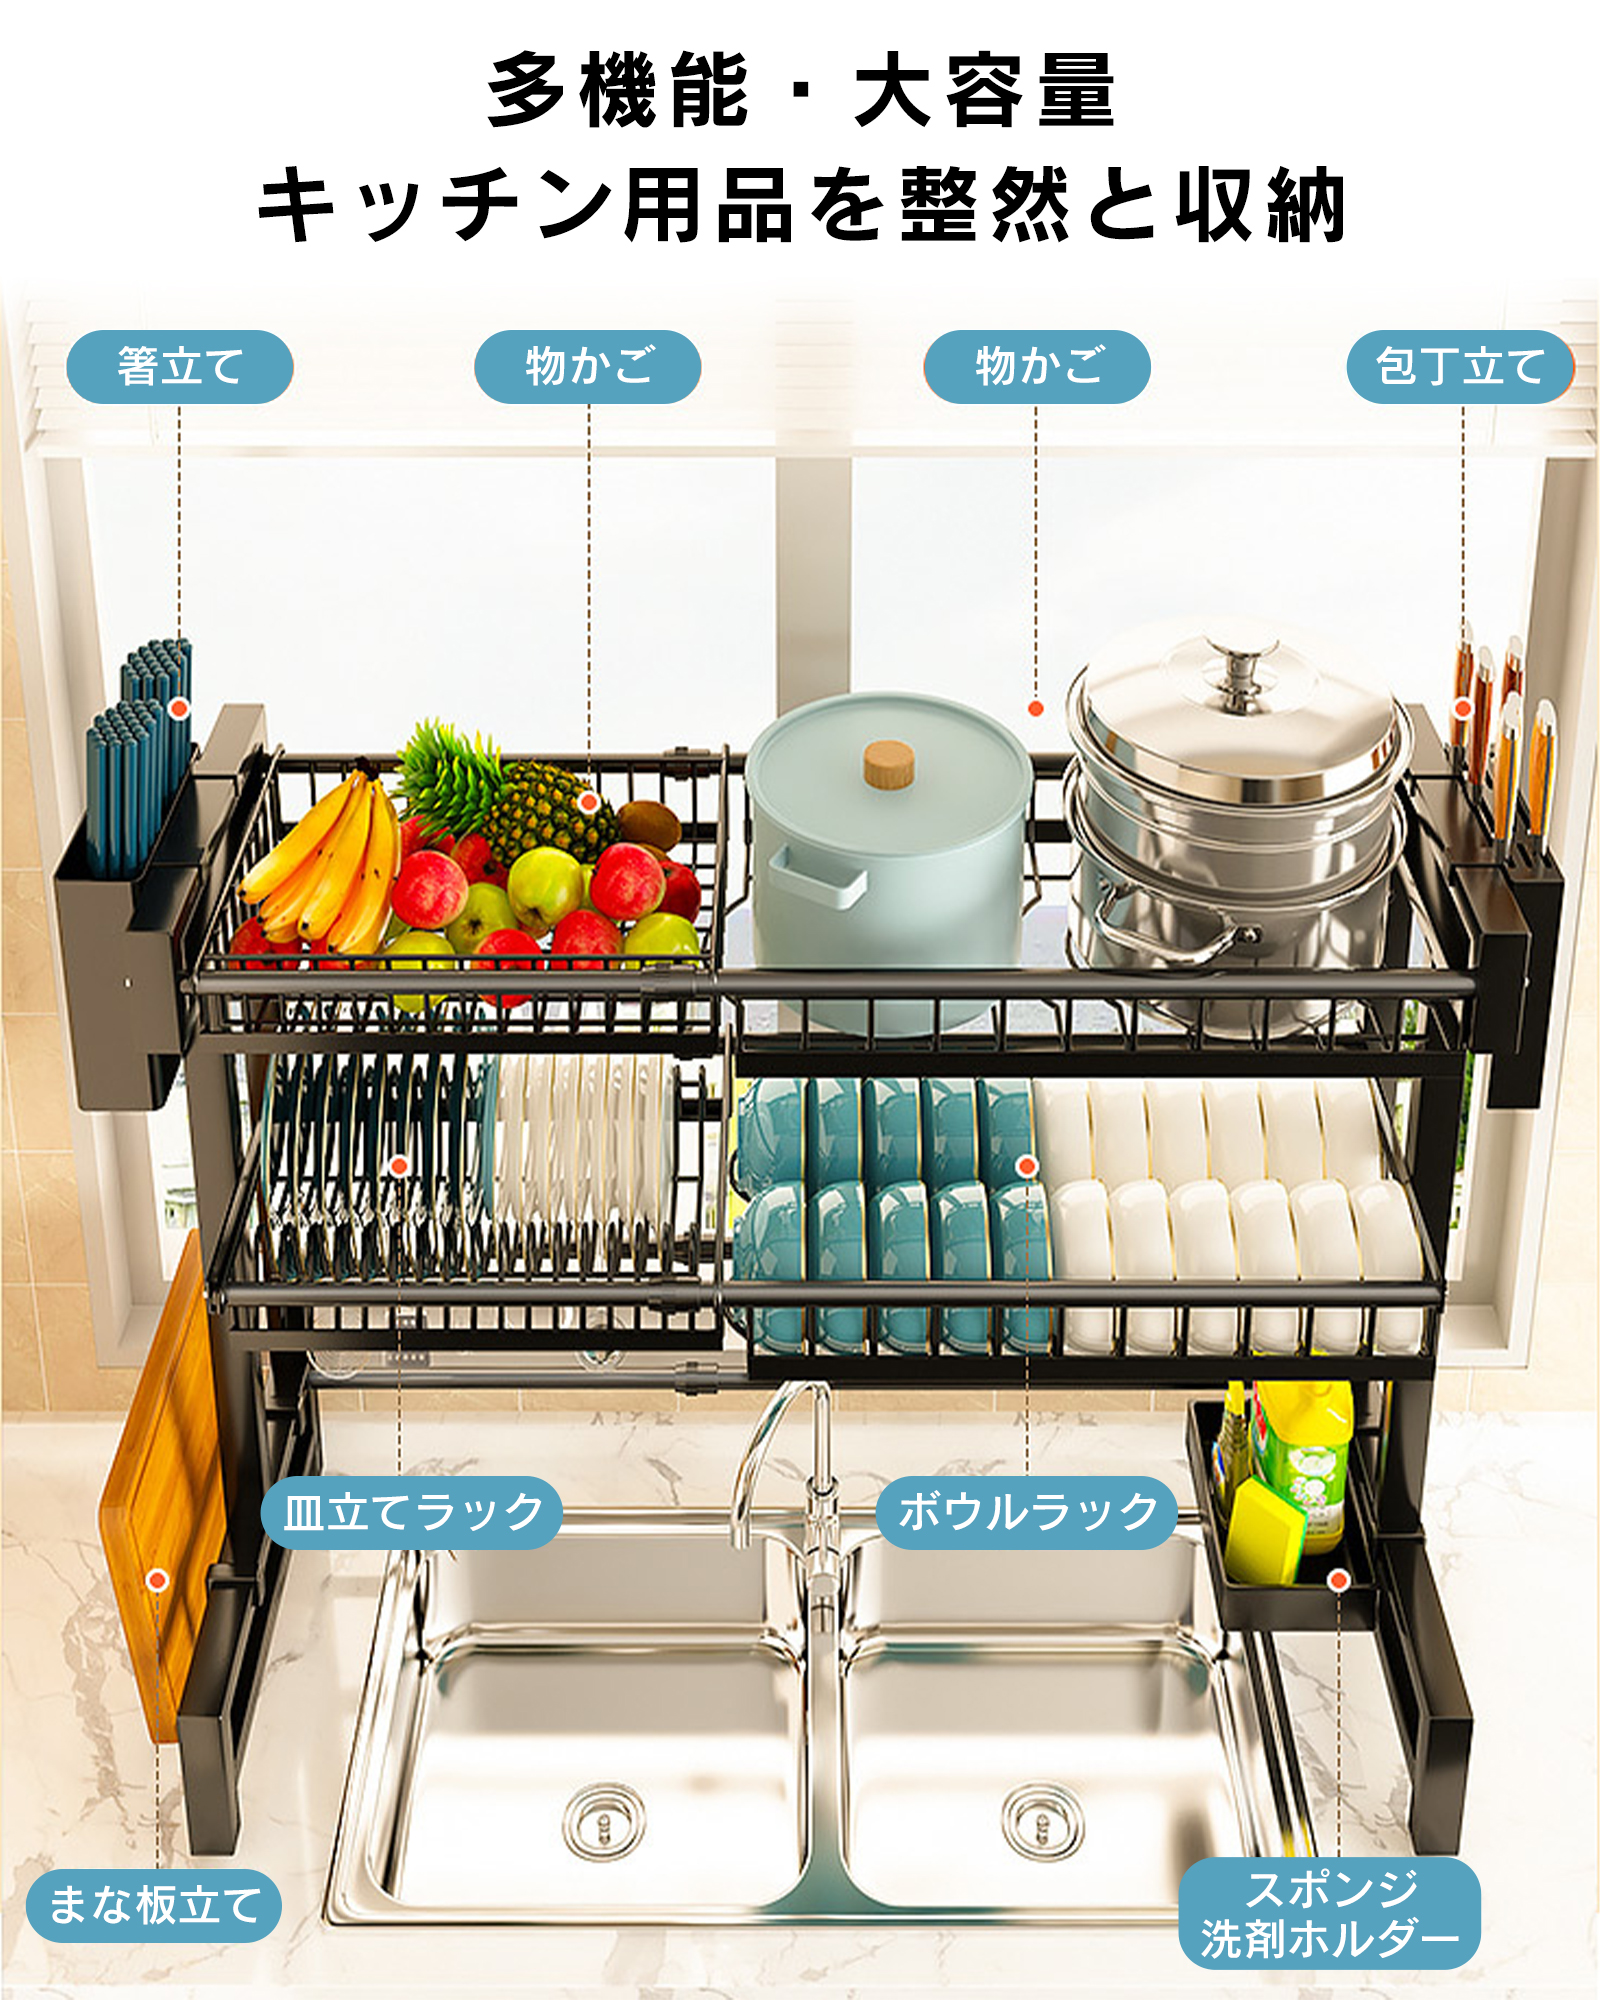 多機能・大容量
キッチン用品を整然と収納
箸立て
物かご
物かご
包丁立て
皿立てラック
ボウルラック
まな板立て
スポンジ
洗剤ホルダー